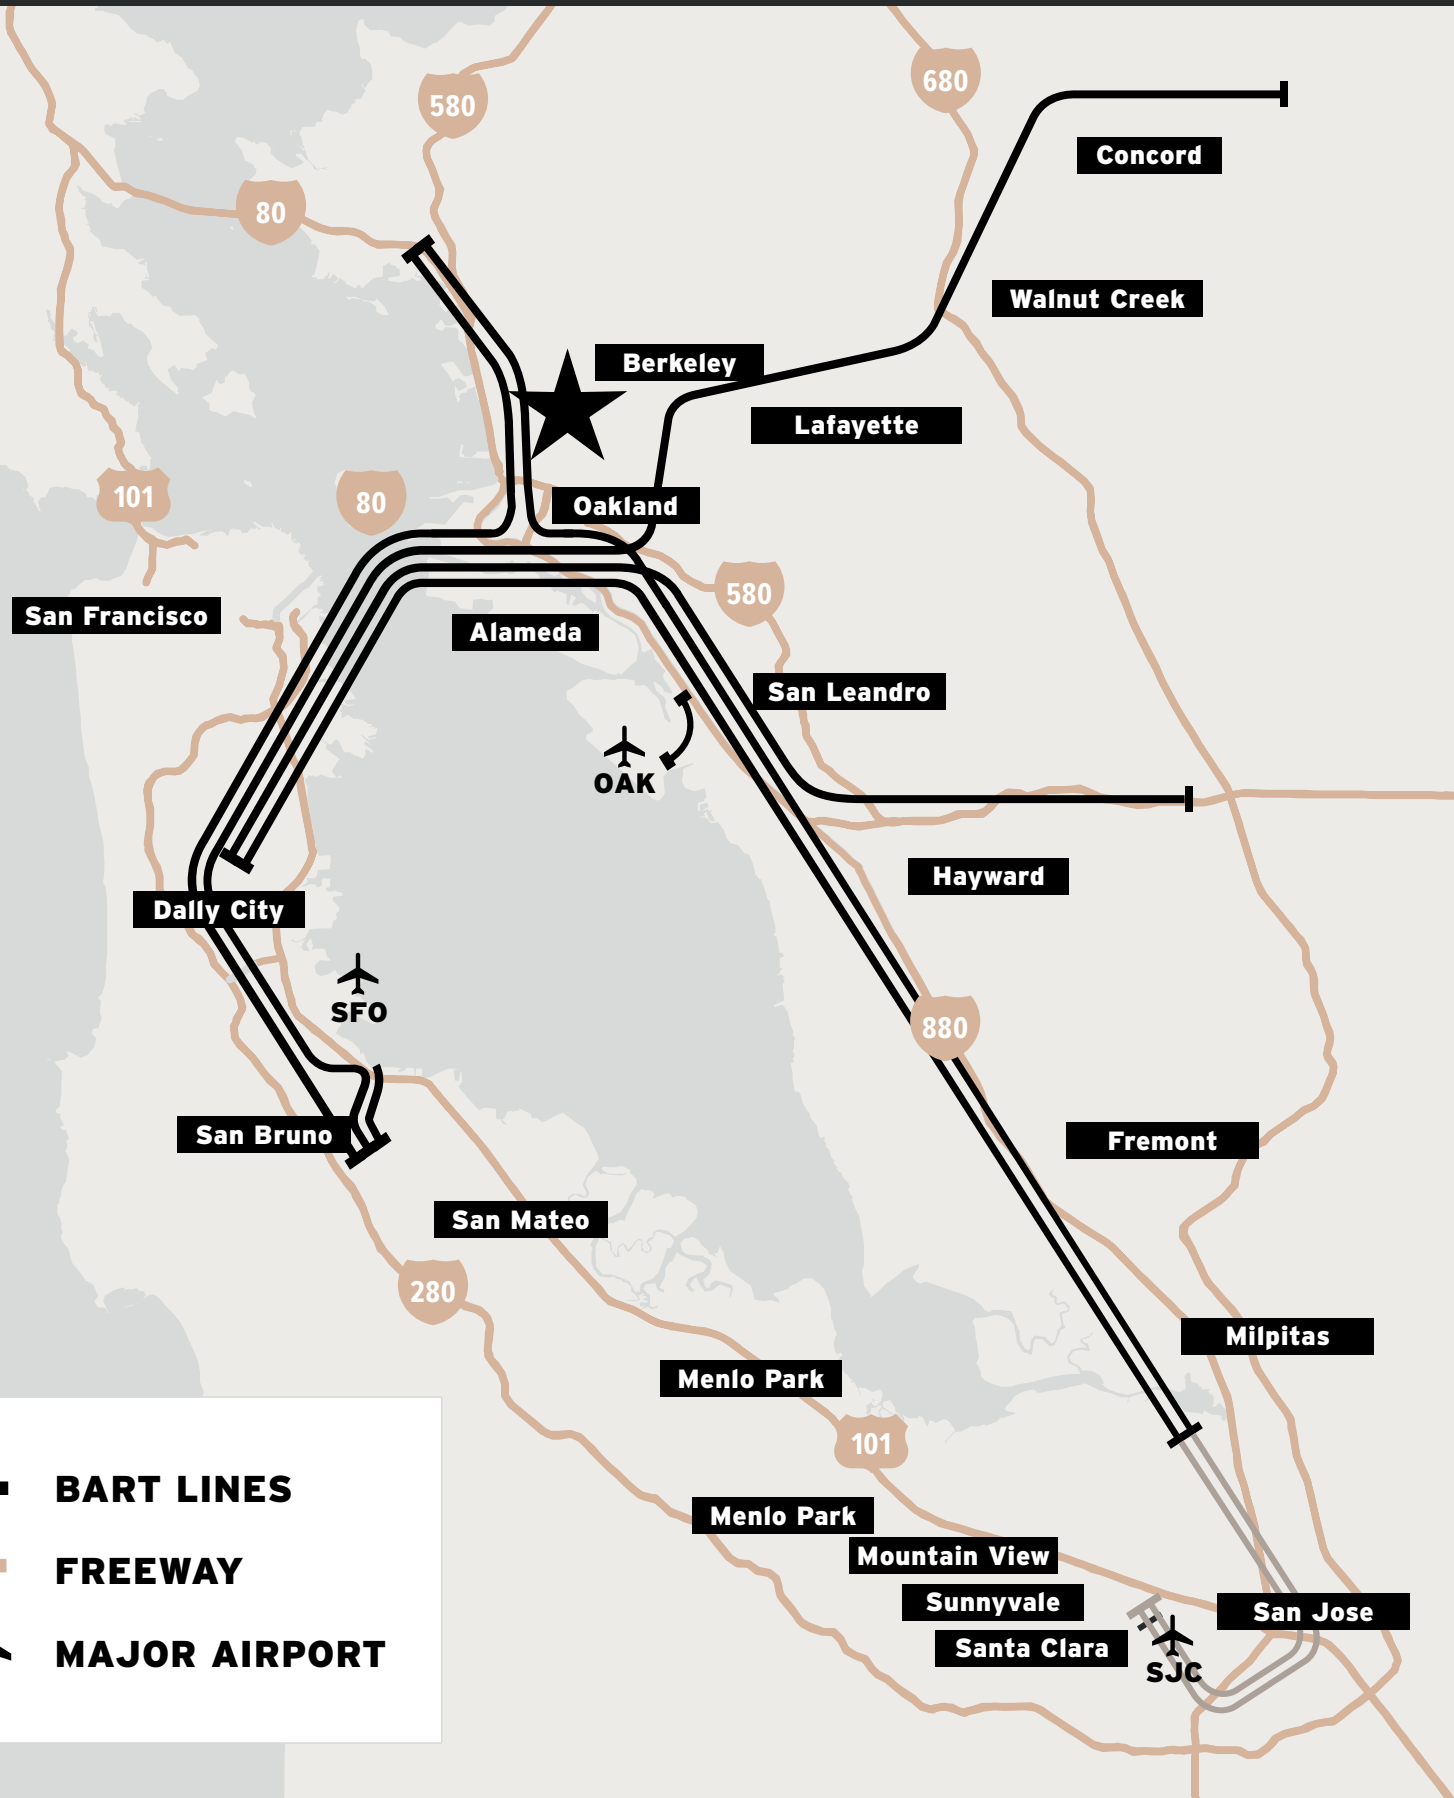 680
580
Concord
80
Walnut Creek
Berkeley
Lafayette
101
80
Oakland
580
San Francisco
Alameda
San Leandro
OAK
Hayward
Dally City
SFO
880
San Bruno
Fremont
San Mateo
280
Milpitas
Menlo Park
101
BART LINES
Menlo Park
Mountain View
FREEWAY
Sunnyvale
San Jose
Santa Clara
MAJOR AIRPORT
SJC